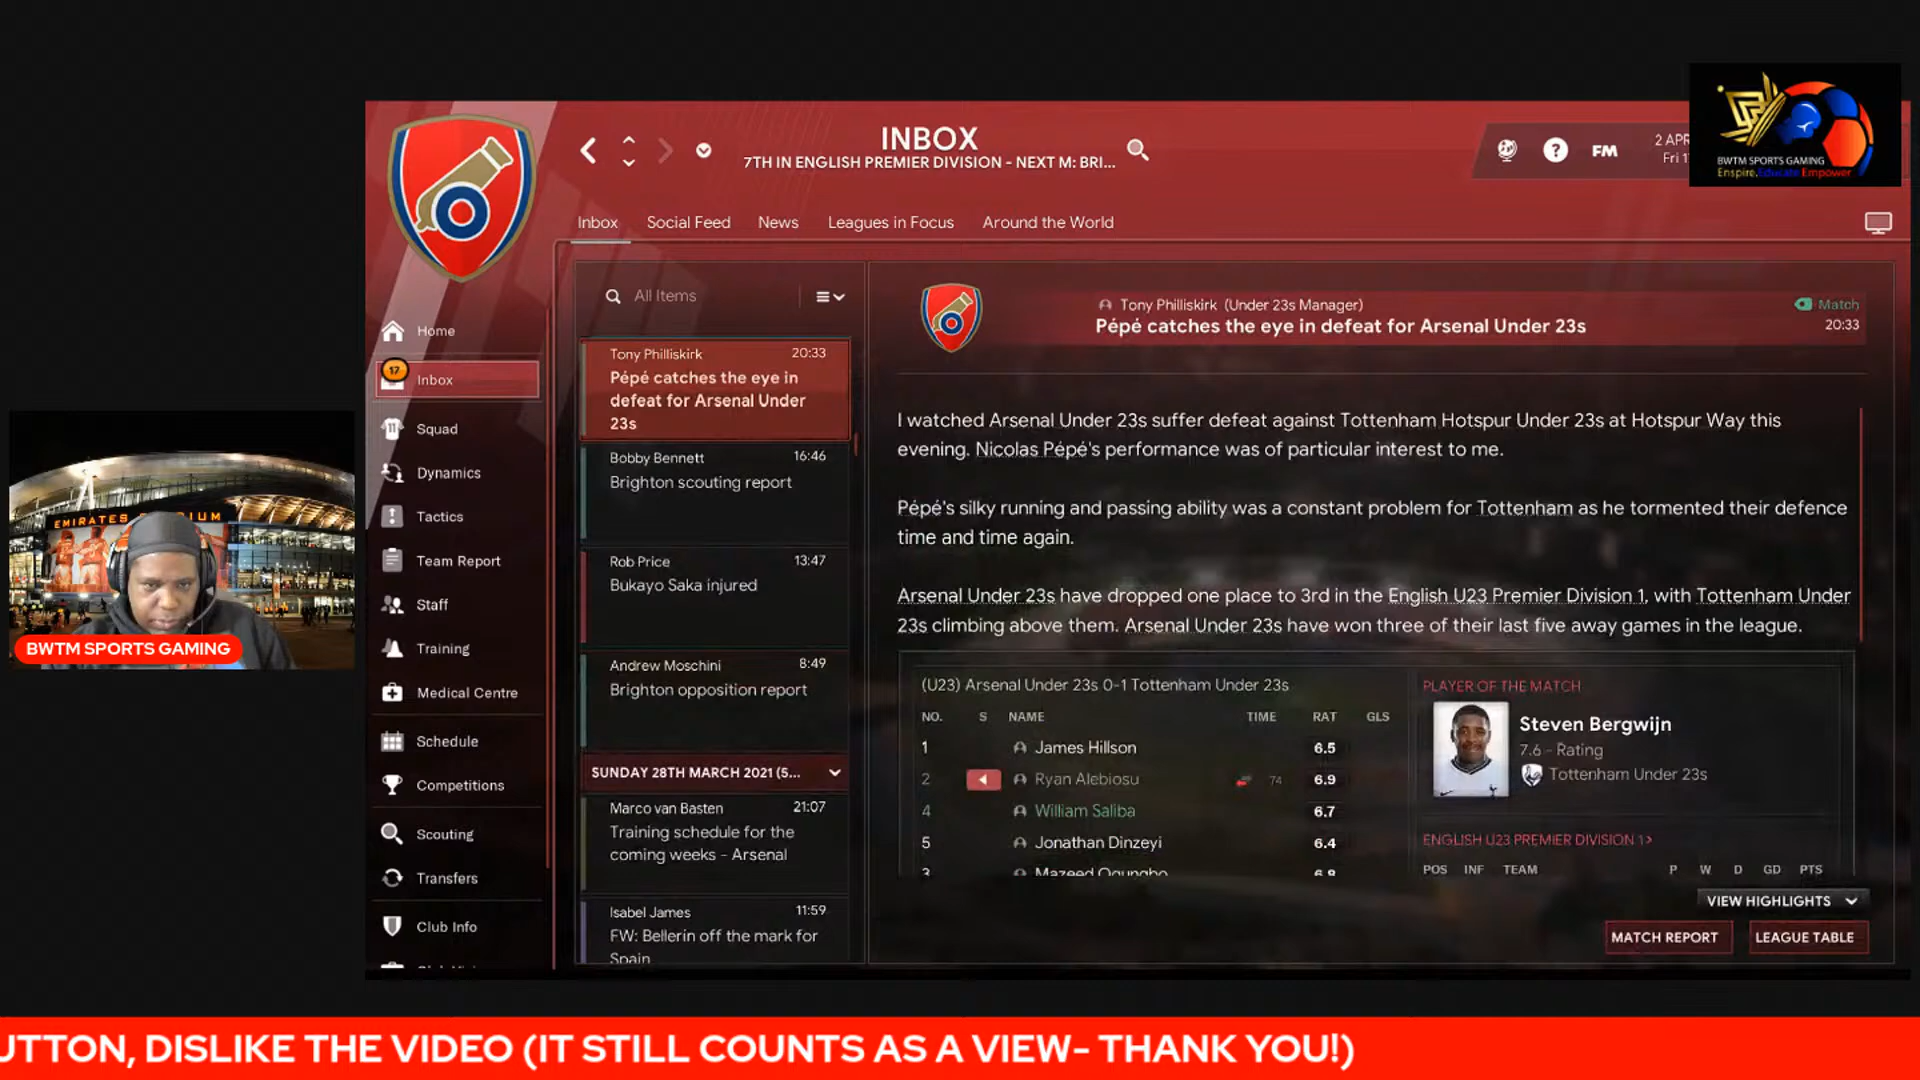 INBOX
7TH IN ENGLISH PREMIER DIVISION - NEXT M: BRI...
FM
2 APR
Fri
BWTM SPORTS GAMING
Enspire.Educate Empower
Inbox
Social Feed
News
Leagues in Focus
Around the World
All Items
Home
17
Inbox
Squad
Dynamics
Tactics
Team Report
Staff
Training
Medical Centre
Schedule
Competitions
Scouting
Transfers
Club Info
Tony Philliskirk 20:33
Pépé catches the eye in
defeat for Arsenal Under
23s
Bobby Bennett 16:46
Brighton scouting report
Rob Price 13:47
Bukayo Saka injured
Andrew Moschini 8:49
Brighton opposition report
SUNDAY 28TH MARCH 2021 (5...
Marco van Basten 21:07
Training schedule for the
coming weeks - Arsenal
Isabel James 11:59
FW: Bellerin off the mark for
Spain
Tony Philliskirk (Under 23s Manager)
Pépé catches the eye in defeat for Arsenal Under 23s
Match
20:33
I watched Arsenal Under 23s suffer defeat against Tottenham Hotspur Under 23s at Hotspur Way this
evening. Nicolas Pépé's performance was of particular interest to me.
Pépé's silky running and passing ability was a constant problem for Tottenham as he tormented their defence
time and time again.
Arsenal Under 23s have dropped one place to 3rd in the English U23 Premier Division 1, with Tottenham Under
23s climbing above them. Arsenal Under 23s have won three of their last five away games in the league.
(U23) Arsenal Under 23s 0-1 Tottenham Under 23s
NO. S NAME TIME RAT GLS
1 James Hillson 6.5
2 Ryan Alebiosu 74 6.9
4 William Saliba 6.7
5 Jonathan Dinzeyi 6.4
3 Mazeed Ogungbo 6.8
PLAYER OF THE MATCH
Steven Bergwijn
7.6 - Rating
Tottenham Under 23s
ENGLISH U23 PREMIER DIVISION 1>
POS INF TEAM P W D GD PTS
VIEW HIGHLIGHTS
MATCH REPORT
LEAGUE TABLE
EMIRATES STADIUM
BWTM SPORTS GAMING
UTTON, DISLIKE THE VIDEO (IT STILL COUNTS AS A VIEW- THANK YOU!)